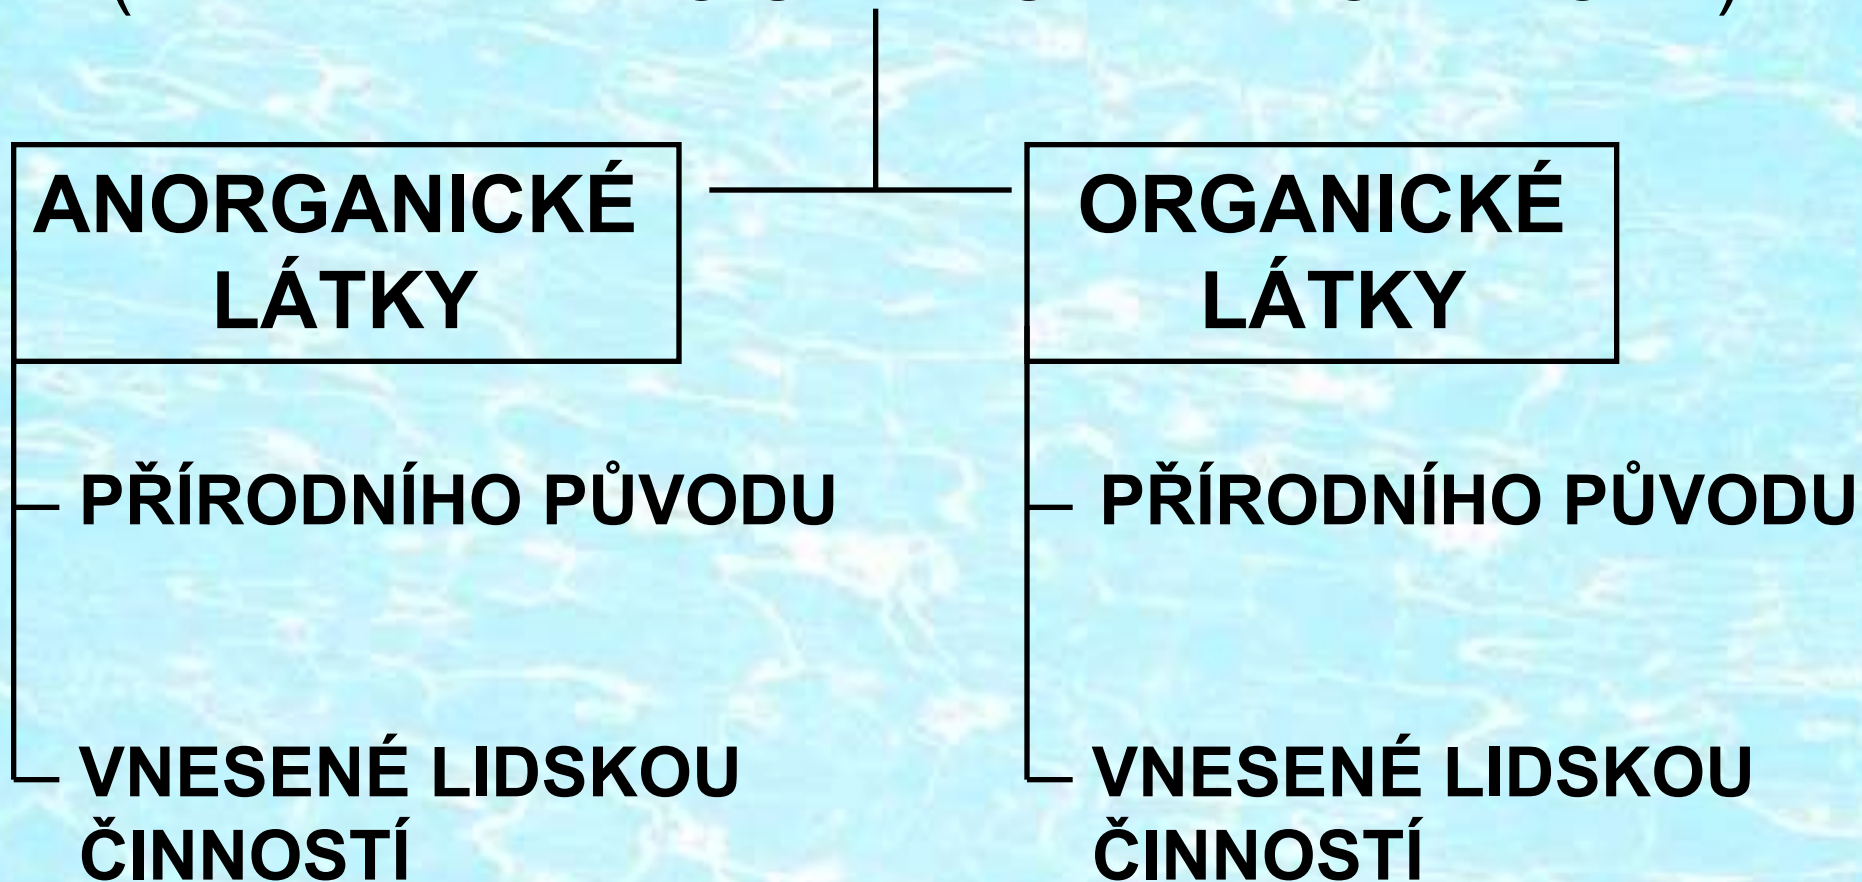 ANORGANICKÉ
LÁTKY
PŘÍRODNÍHO PŮVODU
VNESENÉ LIDSKOU
ČINNOSTÍ
ORGANICKÉ
LÁTKY
PŘÍRODNÍHO PŮVODU
VNESENÉ LIDSKOU
ČINNOSTÍ